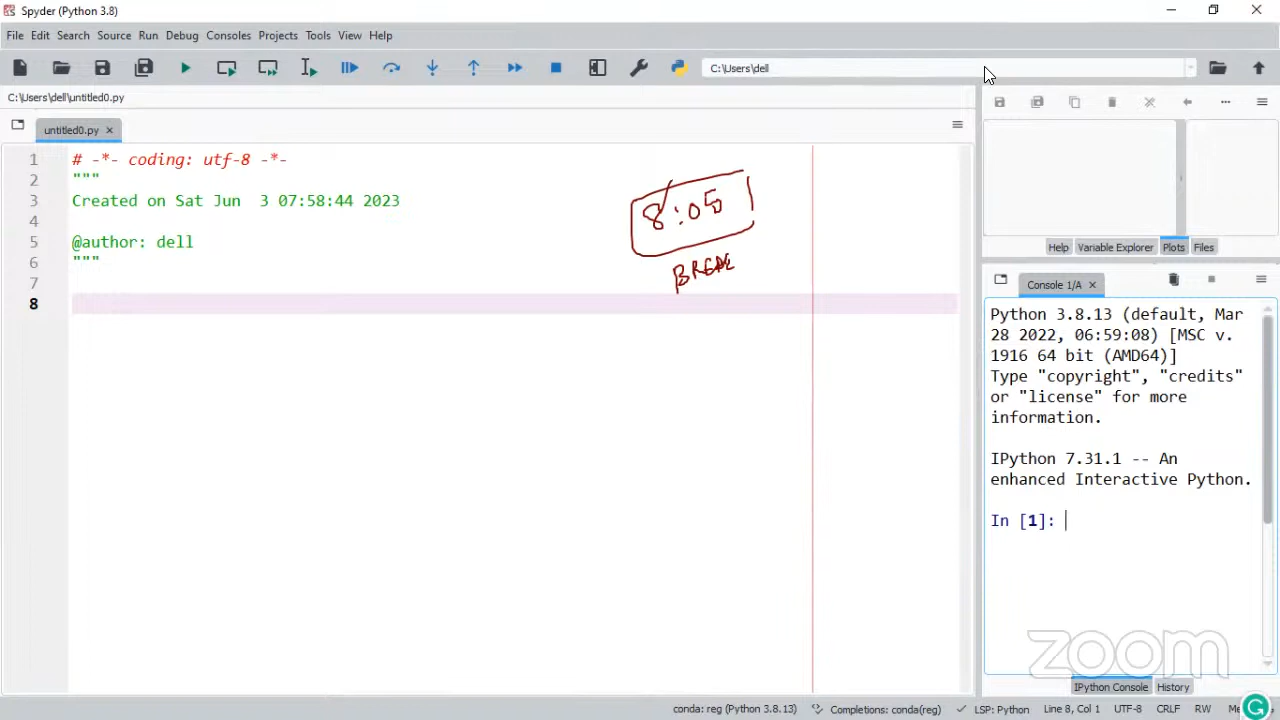 Spyder (Python 3.8)
File Edit Search Source Run Debug Consoles Projects Tools View Help
C:\Users\dell
C:\Users\dell\untitled0.py
untitled0.py
1 # -*- coding: utf-8 -*-
2 """
3 Created on Sat Jun  3 07:58:44 2023
4
5 @author: dell
6 """
7
8
8:05
BREAK
Help Variable Explorer Plots Files
Console 1/A
Python 3.8.13 (default, Mar
28 2022, 06:59:08) [MSC v.
1916 64 bit (AMD64)]
Type "copyright", "credits"
or "license" for more
information.
IPython 7.31.1 -- An
enhanced Interactive Python.
In [1]:
zoom
IPython Console History
conda: reg (Python 3.8.13) Completions: conda(reg) LSP: Python Line 8, Col 1 UTF-8 CRLF RW